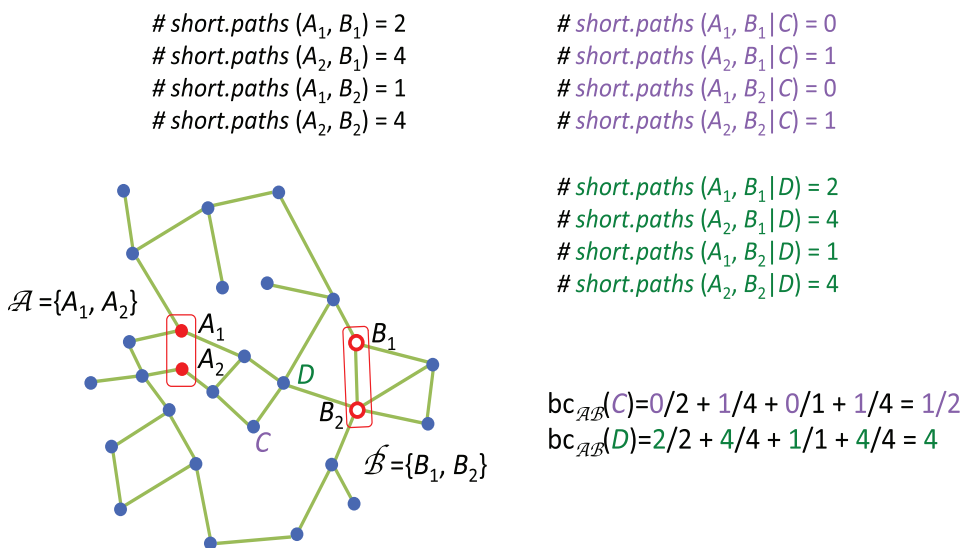 # short.paths (A₁, B₁) = 2
# short.paths (A₂, B₁) = 4
# short.paths (A₁, B₂) = 1
# short.paths (A₂, B₂) = 4
# short.paths (A₁, B₁|C) = 0
# short.paths (A₂, B₁|C) = 1
# short.paths (A₁, B₂|C) = 0
# short.paths (A₂, B₂|C) = 1
# short.paths (A₁, B₁|D) = 2
# short.paths (A₂, B₁|D) = 4
# short.paths (A₁, B₂|D) = 1
# short.paths (A₂, B₂|D) = 4
𝒜 ={A₁, A₂}
A₁
A₂
B₁
D
B₂
C
ℬ ={B₁, B₂}
bc𝒜ℬ(C)=0/2 + 1/4 + 0/1 + 1/4 = 1/2
bc𝒜ℬ(D)=2/2 + 4/4 + 1/1 + 4/4 = 4